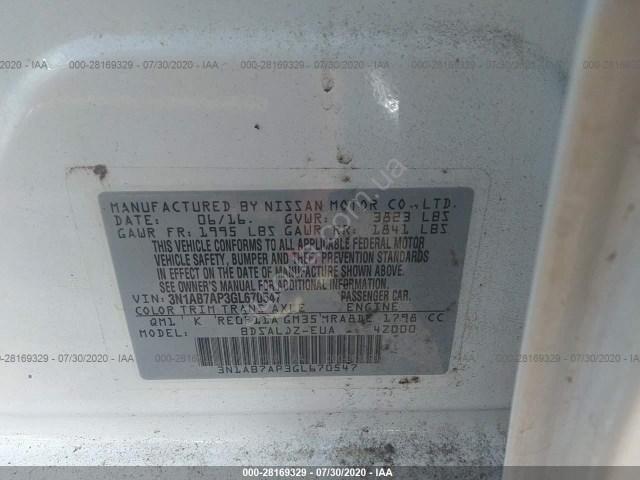 000-28169329 - 07/30/2020 - IAA
MANUFACTURED BY NISSAN MOTOR CO.,LTD.
DATE: 06/16. GVWR: 3823 LBS
GAWR FR: 1995 LBS GAWR RR: 1841 LBS
THIS VEHICLE CONFORMS TO ALL APPLICABLE FEDERAL MOTOR
VEHICLE SAFETY, BUMPER AND THEFT PREVENTION STANDARDS
IN EFFECT ON THE DATE OF MANUFACTURE SHOWN ABOVE.
SEE OWNER'S MANUAL FOR ADDITIONAL INFORMATION.
VIN: 3N1AB7AP3GL670547 PASSENGER CAR.
COLOR TRIM TRANS AXLE ENGINE
QM1 K RE0F11A GM35 MRA8DE 1798 CC
MODEL: 42000
3N1AB7AP3GL670547
000-28169329 - 07/30/2020 - IAA